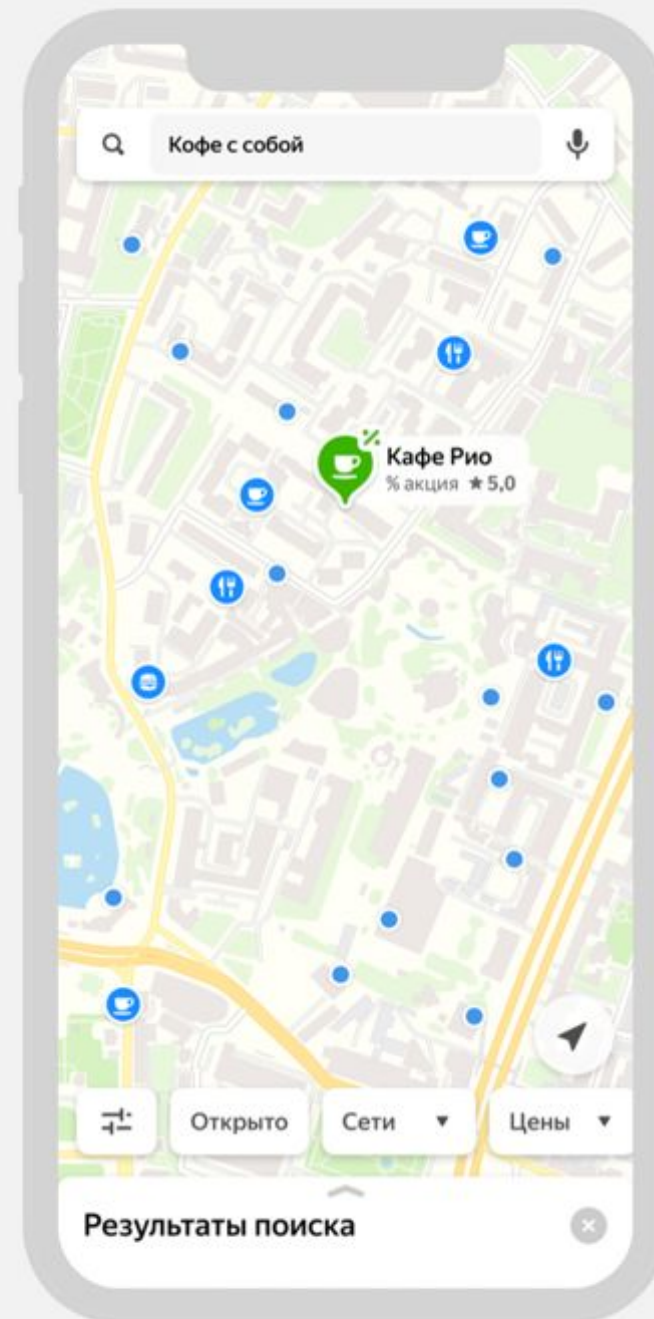 Кофе с собой
Кафе Рио
% акция ★ 5,0
Открыто
Сети
Цены
Результаты поиска